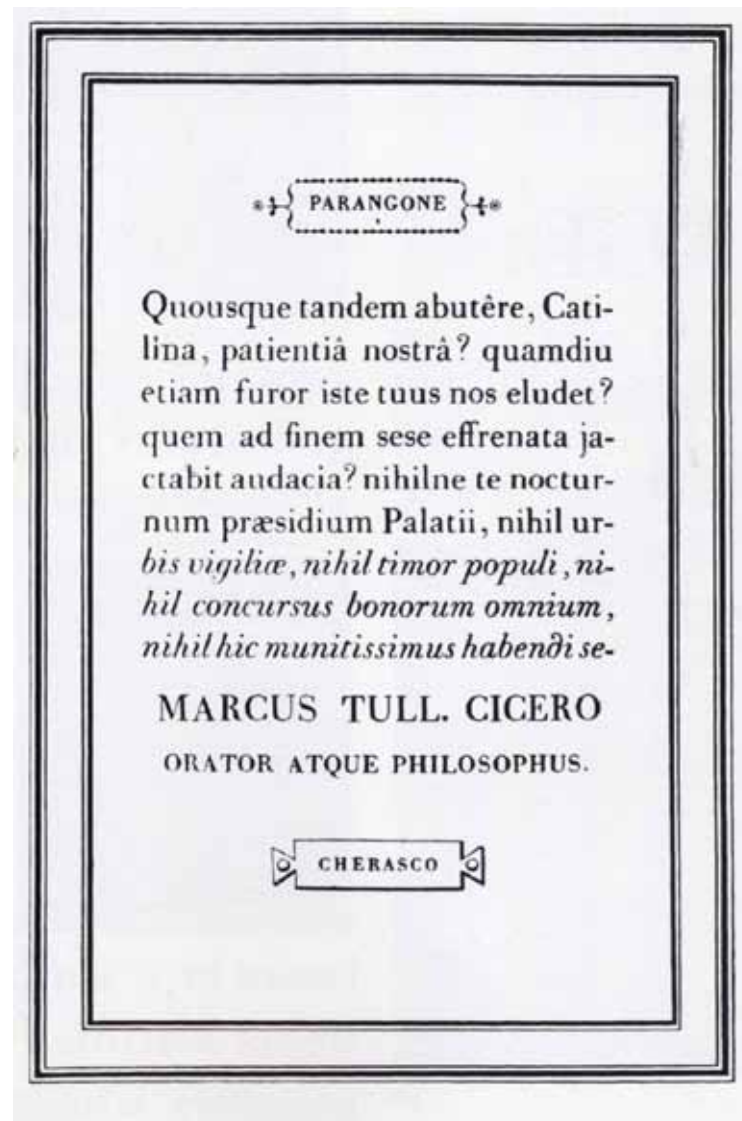 PARANGONE
Quousque tandem abutêre, Cati-
lina, patientiâ nostrâ? quamdiu
etiam furor iste tuus nos eludet?
quem ad finem sese effrenata ja-
ctabit audacia? nihilne te noctur-
num præsidium Palatii, nihil ur-
bis vigiliæ, nihil timor populi, ni-
hil concursus bonorum omnium,
nihil hic munitissimus habendi se-
MARCUS TULL. CICERO
ORATOR ATQUE PHILOSOPHUS.
CHERASCO